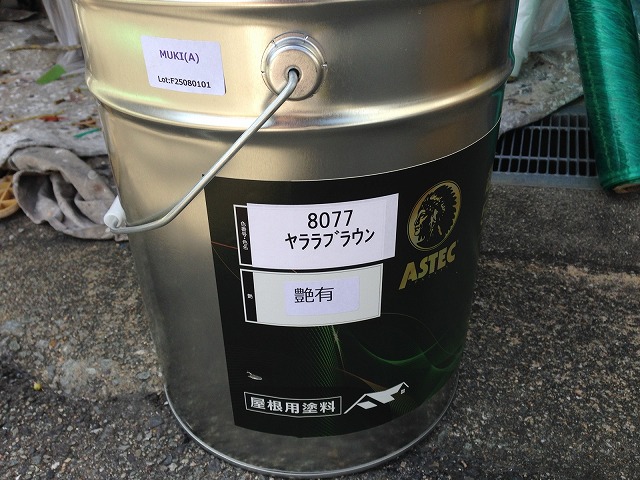 MUKI(A)
Lot:F25080101
8077
ヤララブラウン
艶有
艶
ASTEC
屋根用塗料